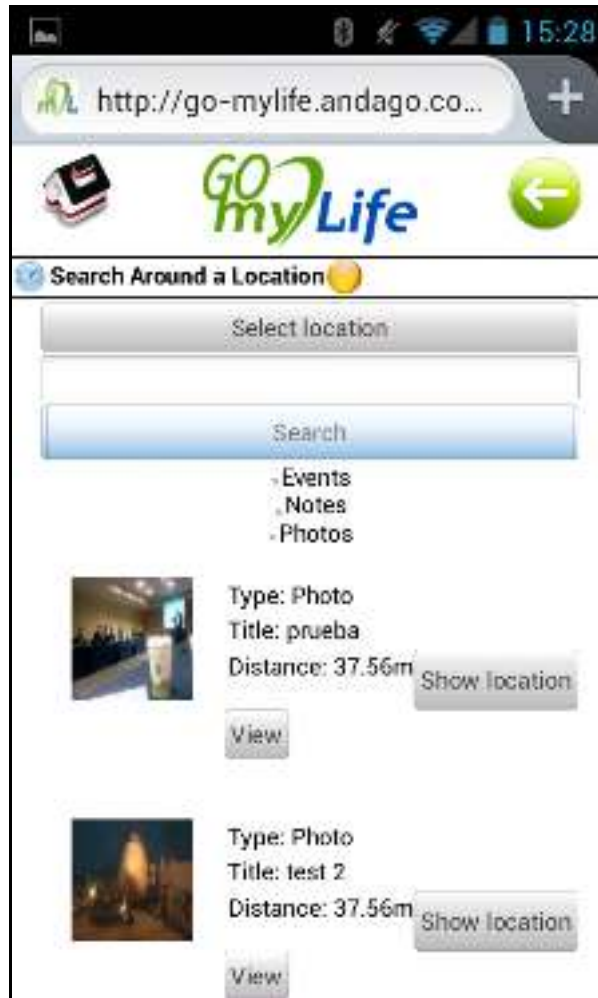 15:28
http://go-mylife.andago.co...
GO
myLife
Search Around a Location
Select location
Search
Events
Notes
Photos
Type: Photo
Title: prueba
Distance: 37.56m
Show location
View
Type: Photo
Title: test 2
Distance: 37.56m
Show location
View